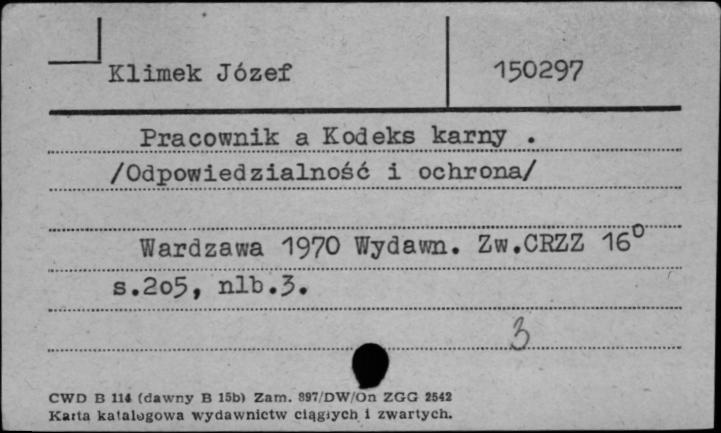 Klimek Józef 150297
Pracownik a Kodeks karny .
/Odpowiedzialność i ochrona/
Wardzawa 1970 Wydawn. Zw.CRZZ 16⁰
s.2o5, nlb.3.
3
CWD B 114 (dawny B 15b) Zam. 897/DW/On ZGG 2542
Karta katalogowa wydawnictw ciągłych i zwartych.